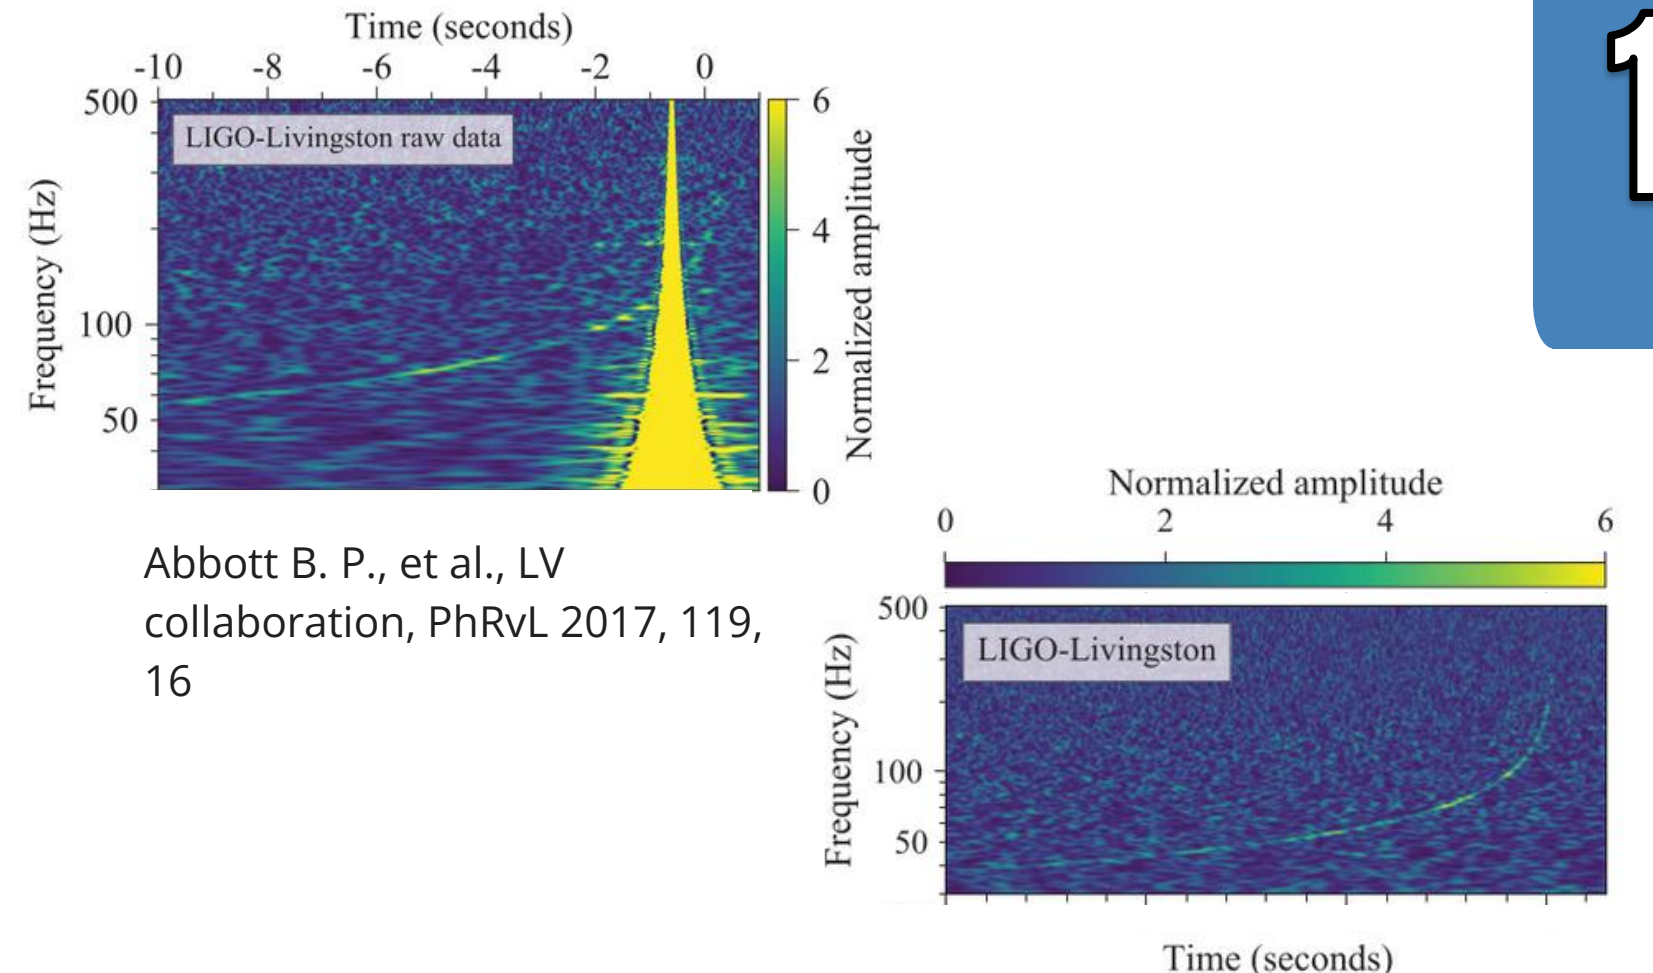 Time (seconds)
-10 -8 -6 -4 -2 0
500
100
50
Frequency (Hz)
LIGO-Livingston raw data
6
4
2
0
Normalized amplitude
1
Abbott B. P., et al., LV
collaboration, PhRvL 2017, 119,
16
Normalized amplitude
0 2 4 6
500
100
50
Frequency (Hz)
LIGO-Livingston
Time (seconds)